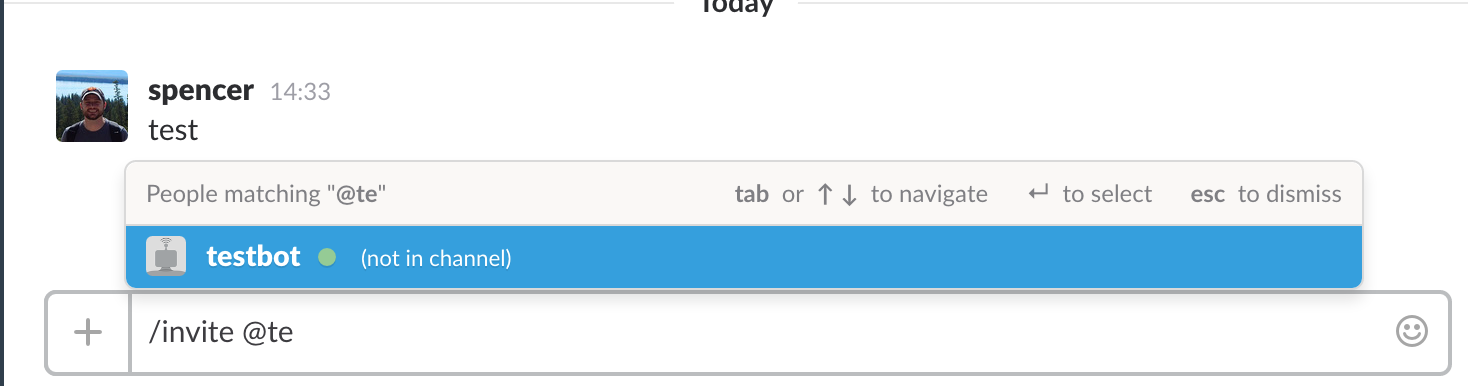 Today
spencer 14:33
test
People matching "@te" tab or ↑ ↓ to navigate ↵ to select esc to dismiss
testbot (not in channel)
/invite @te